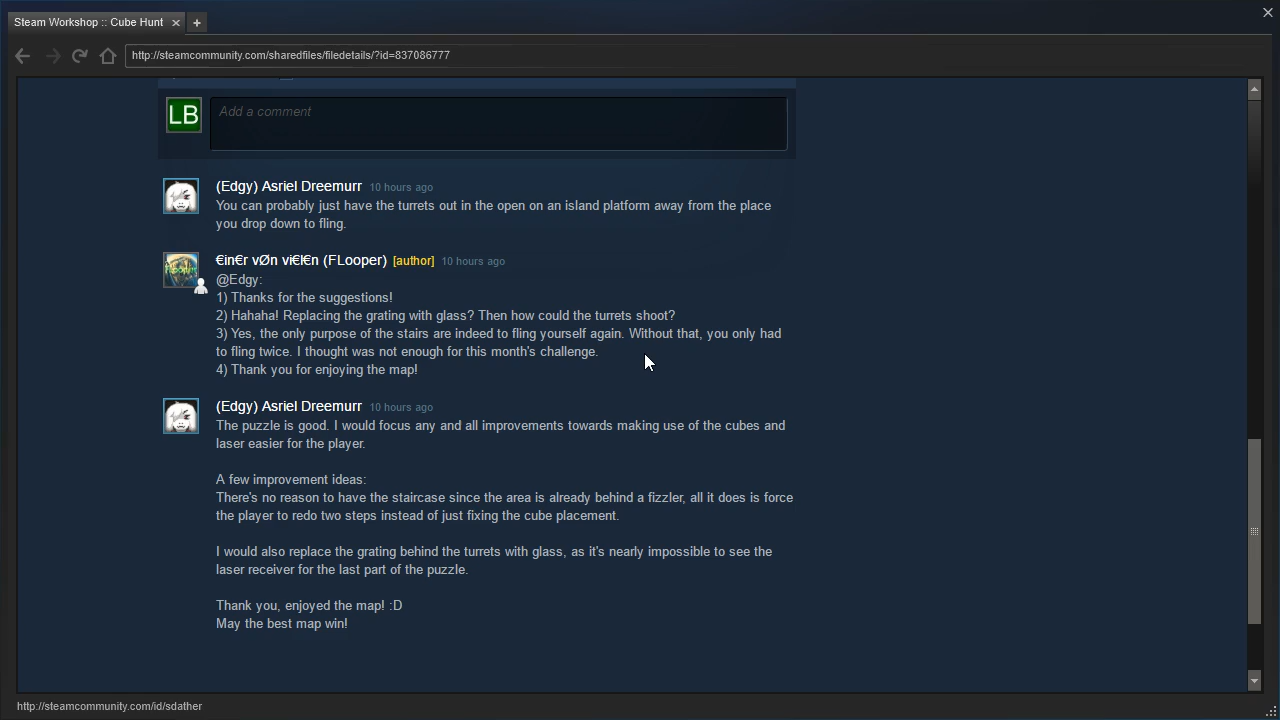 Steam Workshop :: Cube Hunt
http://steamcommunity.com/sharedfiles/filedetails/?id=837086777
LB
Add a comment
(Edgy) Asriel Dreemurr 10 hours ago
You can probably just have the turrets out in the open on an island platform away from the place
you drop down to fling.
€in€r vØn vi€l€n (FLooper) [author] 10 hours ago
@Edgy:
1) Thanks for the suggestions!
2) Hahaha! Replacing the grating with glass? Then how could the turrets shoot?
3) Yes, the only purpose of the stairs are indeed to fling yourself again. Without that, you only had
to fling twice. I thought was not enough for this month's challenge.
4) Thank you for enjoying the map!
(Edgy) Asriel Dreemurr 10 hours ago
The puzzle is good. I would focus any and all improvements towards making use of the cubes and
laser easier for the player.
A few improvement ideas:
There's no reason to have the staircase since the area is already behind a fizzler, all it does is force
the player to redo two steps instead of just fixing the cube placement.
I would also replace the grating behind the turrets with glass, as it's nearly impossible to see the
laser receiver for the last part of the puzzle.
Thank you, enjoyed the map! :D
May the best map win!
http://steamcommunity.com/id/sdather